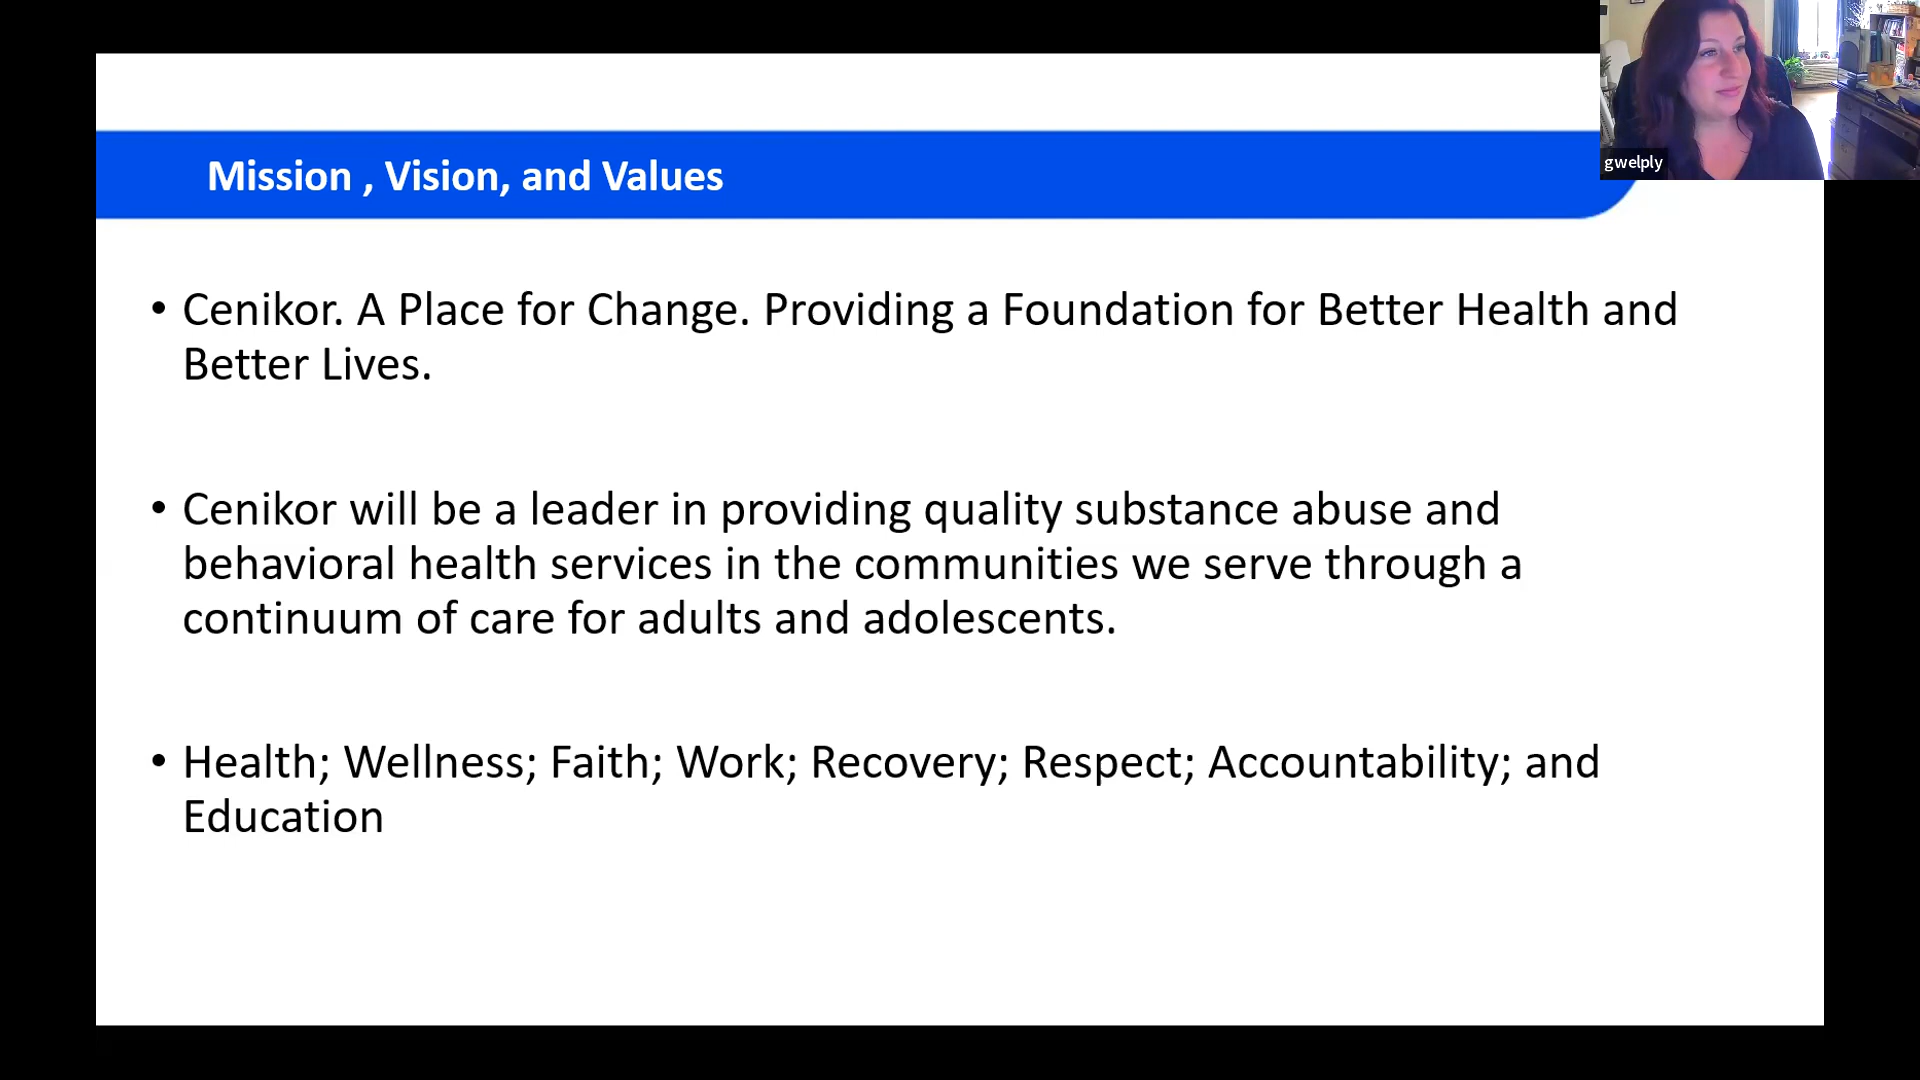 Mission , Vision, and Values
gwelply
• Cenikor. A Place for Change. Providing a Foundation for Better Health and
Better Lives.
• Cenikor will be a leader in providing quality substance abuse and
behavioral health services in the communities we serve through a
continuum of care for adults and adolescents.
• Health; Wellness; Faith; Work; Recovery; Respect; Accountability; and
Education